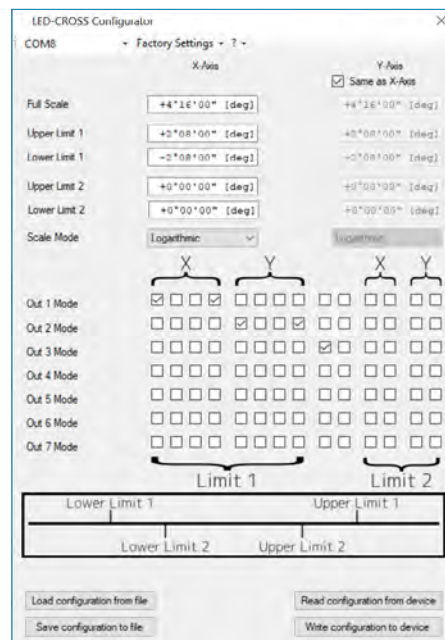 LED-CROSS Configurator
COM8 Factory Settings ?
X-Axis Y-Axis
Same as X-Axis
Full Scale +4°16'00" [deg] +4°16'00" [deg]
Upper Limit 1 +2°08'00" [deg] +2°08'00" [deg]
Lower Limit 1 -2°08'00" [deg] -2°08'00" [deg]
Upper Limit 2 +0°00'00" [deg] +0°00'00" [deg]
Lower Limit 2 +0°00'00" [deg] +0°00'00" [deg]
Scale Mode Logarithmic Logarithmic
X Y X Y
Out 1 Mode
Out 2 Mode
Out 3 Mode
Out 4 Mode
Out 5 Mode
Out 6 Mode
Out 7 Mode
Limit 1 Limit 2
Lower Limit 1 Upper Limit 1
Lower Limit 2 Upper Limit 2
Load configuration from file Read configuration from device
Save configuration to file Write configuration to device